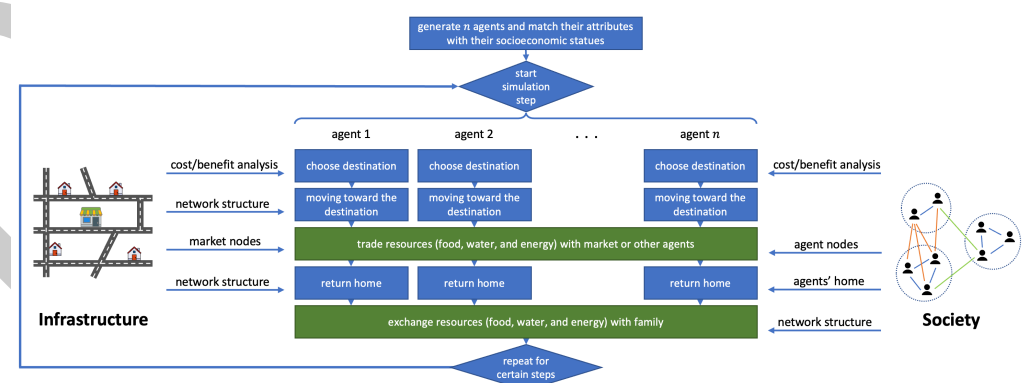 generate n agents and match their attributes
with their socioeconomic statues
start
simulation
step
agent 1
agent 2
. . .
agent n
cost/benefit analysis
choose destination
choose destination
choose destination
cost/benefit analysis
network structure
moving toward the
destination
moving toward the
destination
moving toward the
destination
market nodes
trade resources (food, water, and energy) with market or other agents
agent nodes
network structure
return home
return home
return home
agents' home
Infrastructure
exchange resources (food, water, and energy) with family
network structure
Society
repeat for
certain steps